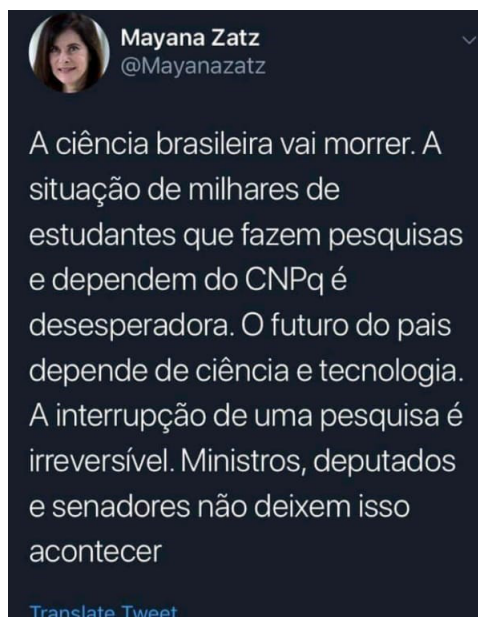 Mayana Zatz
@Mayanazatz
A ciência brasileira vai morrer. A
situação de milhares de
estudantes que fazem pesquisas
e dependem do CNPq é
desesperadora. O futuro do pais
depende de ciência e tecnologia.
A interrupção de uma pesquisa é
irreversível. Ministros, deputados
e senadores não deixem isso
acontecer
Translate Tweet